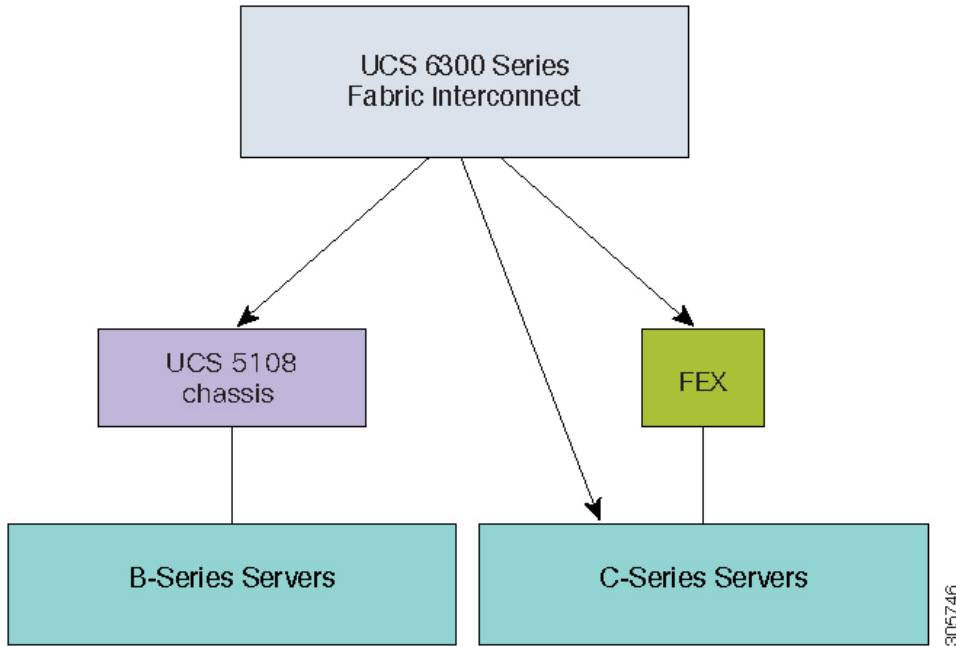 UCS 6300 Series
Fabric Interconnect
UCS 5108
chassis
FEX
B-Series Servers
C-Series Servers
305746